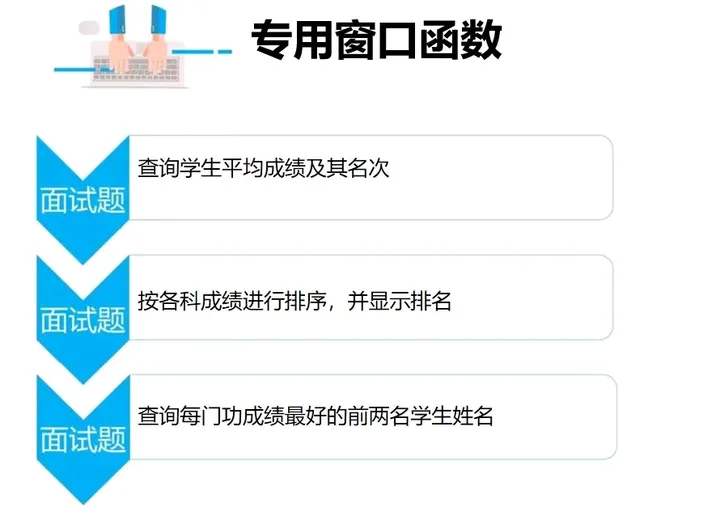 专用窗口函数
面试题
查询学生平均成绩及其名次
面试题
按各科成绩进行排序，并显示排名
面试题
查询每门功成绩最好的前两名学生姓名